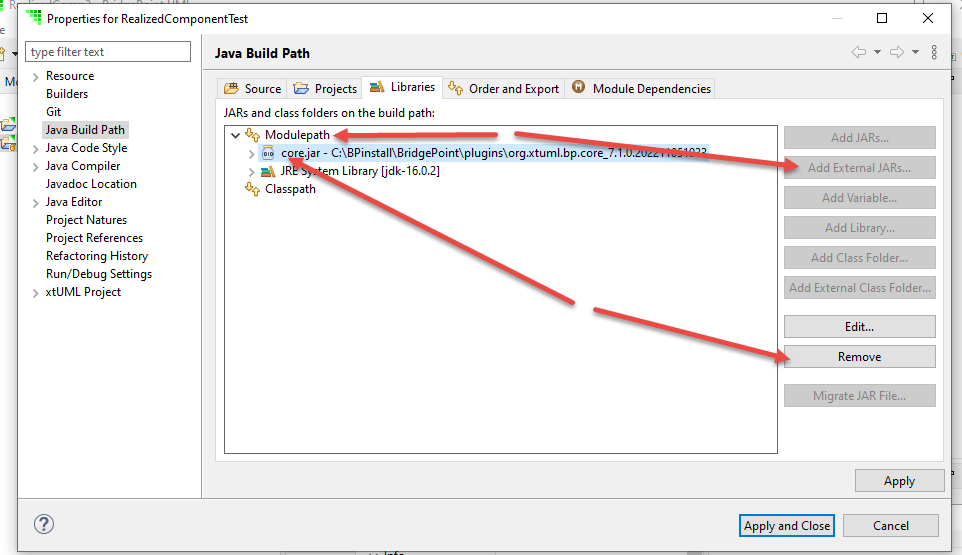 Properties for RealizedComponentTest
type filter text
Resource
Builders
Git
Java Build Path
Java Code Style
Java Compiler
Javadoc Location
Java Editor
Project Natures
Project References
Refactoring History
Run/Debug Settings
xtUML Project
Java Build Path
Source
Projects
Libraries
Order and Export
Module Dependencies
JARs and class folders on the build path:
Modulepath
core.jar - C:\BPinstall\BridgePoint\plugins\org.xtuml.bp.core_7.1.0.202211051033
JRE System Library [jdk-16.0.2]
Classpath
Add JARs...
Add External JARs...
Add Variable...
Add Library...
Add Class Folder...
Add External Class Folder...
Edit...
Remove
Migrate JAR File...
Apply
Apply and Close
Cancel